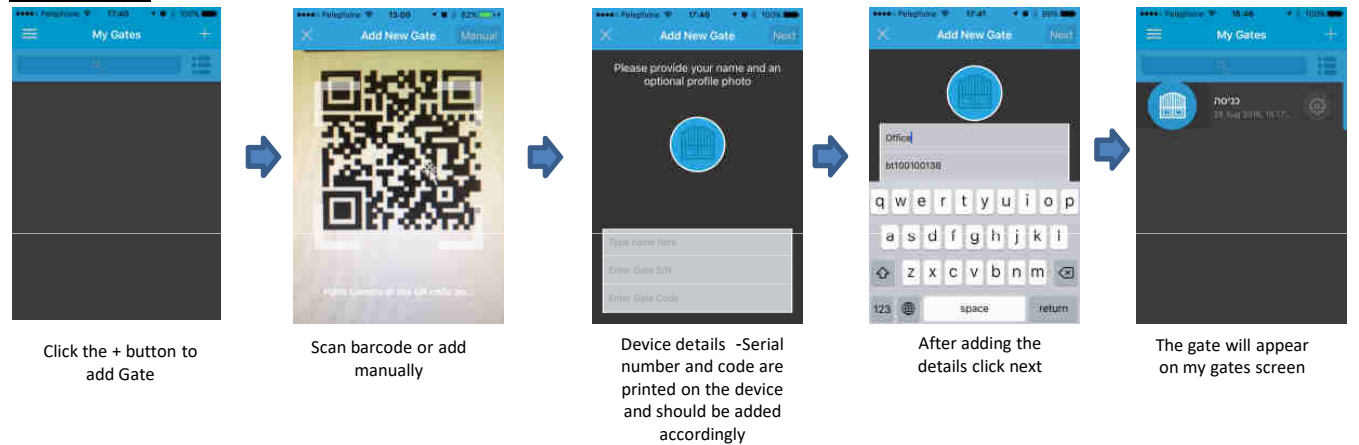 Pelephone 17:40 100%
My Gates +
Pelephone 13:06 82%
Add New Gate Manual
Pelephone 17:46 100%
Add New Gate Next
Please provide your name and an
optional profile photo
Type name here
Enter Gate S/N
Enter Gate Code
Pelephone 17:41 99%
Add New Gate Next
Office
bt100100138
q w e r t y u i o p
a s d f g h j k l
z x c v b n m
123 space return
Pelephone 16:46 100%
My Gates +
כניסה
Click the + button to
add Gate
Scan barcode or add
manually
Device details -Serial
number and code are
printed on the device
and should be added
accordingly
After adding the
details click next
The gate will appear
on my gates screen